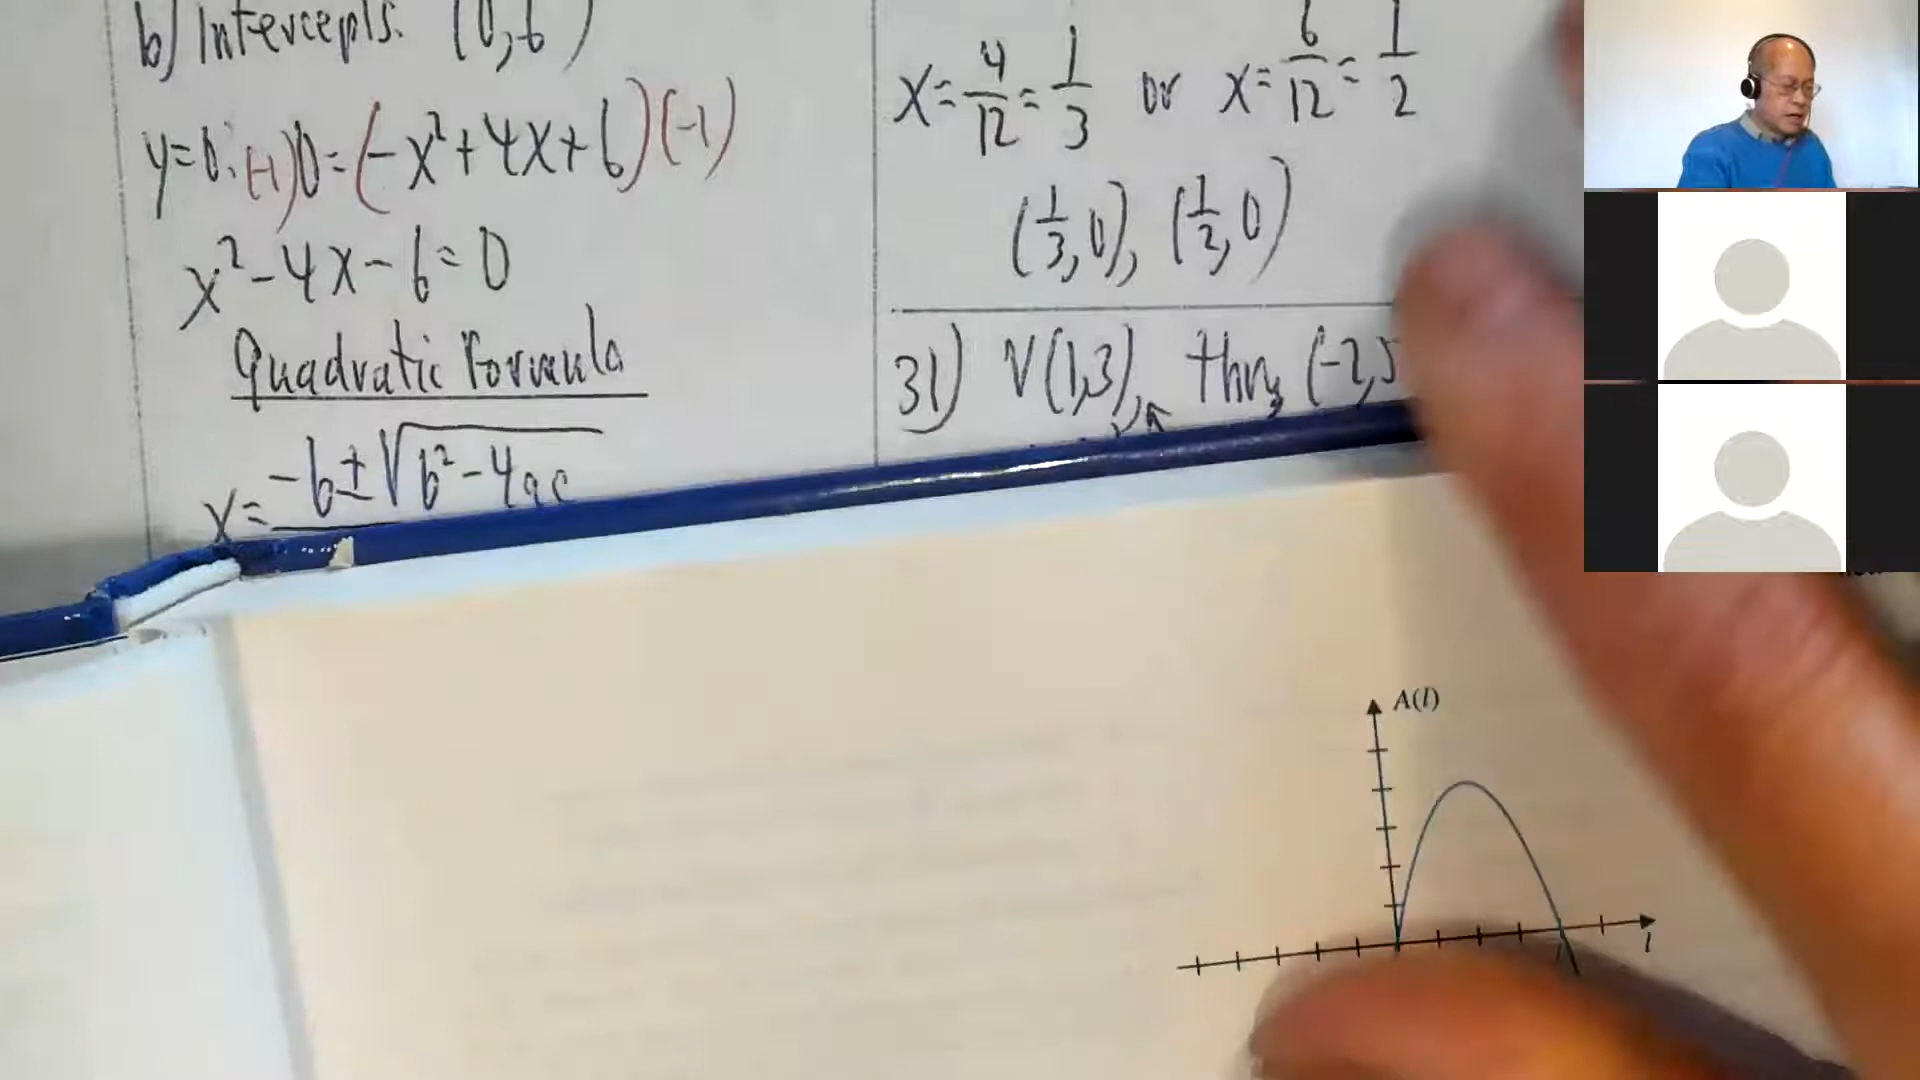 b) Intercepts: (0,6)
y=0: (-1)0=(-x²+4x+6)(-1)
x²-4x-6=0
Quadratic Formula
x= -b±√b²-4ac
x= 4/12 = 1/3 or x= 6/12 = 1/2
(1/3,0), (1/2,0)
31) V(1,3), thru (-2,5
A(l)
l